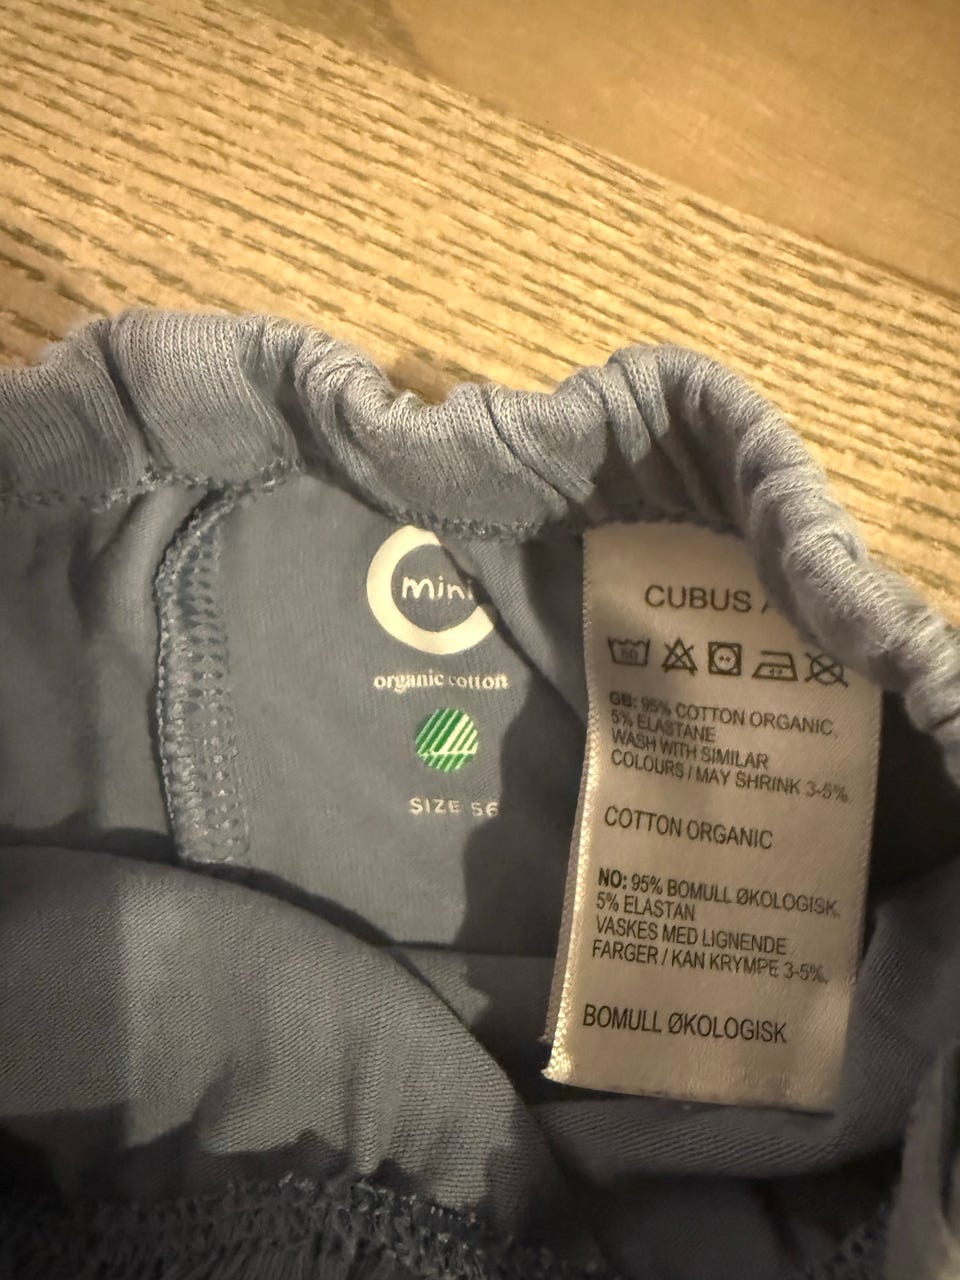 mini
organic cotton
SIZE 56
CUBUS
60
GB: 95% COTTON ORGANIC,
5% ELASTANE
WASH WITH SIMILAR
COLOURS / MAY SHRINK 3-5%.
COTTON ORGANIC
NO: 95% BOMULL ØKOLOGISK,
5% ELASTAN
VASKES MED LIGNENDE
FARGER / KAN KRYMPE 3-5%.
BOMULL ØKOLOGISK